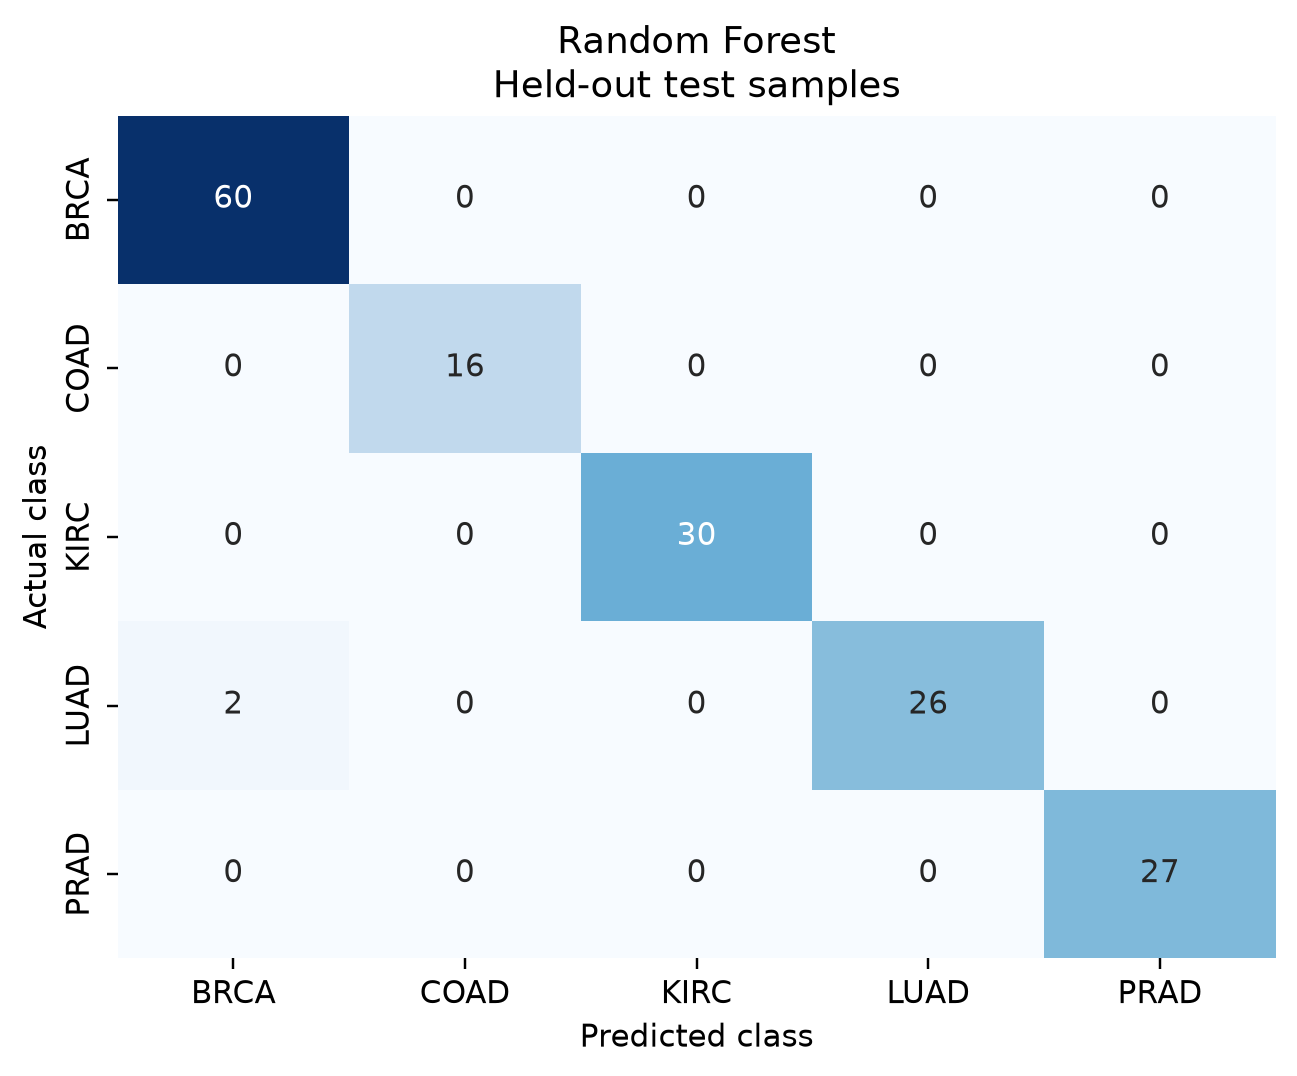 Random Forest
Held-out test samples
Actual class
BRCA 60 0 0 0 0
COAD 0 16 0 0 0
KIRC 0 0 30 0 0
LUAD 2 0 0 26 0
PRAD 0 0 0 0 27
BRCA COAD KIRC LUAD PRAD
Predicted class